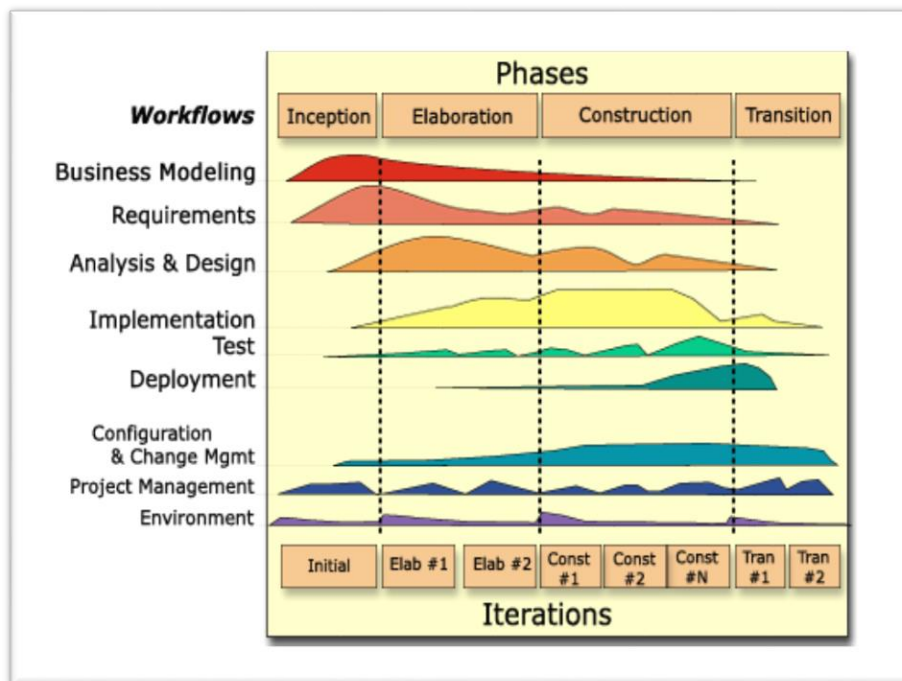 Phases
Workflows
Inception
Elaboration
Construction
Transition
Business Modeling
Requirements
Analysis & Design
Implementation
Test
Deployment
Configuration
& Change Mgmt
Project Management
Environment
Initial
Elab #1
Elab #2
Const
#1
Const
#2
Const
#N
Tran
#1
Tran
#2
Iterations